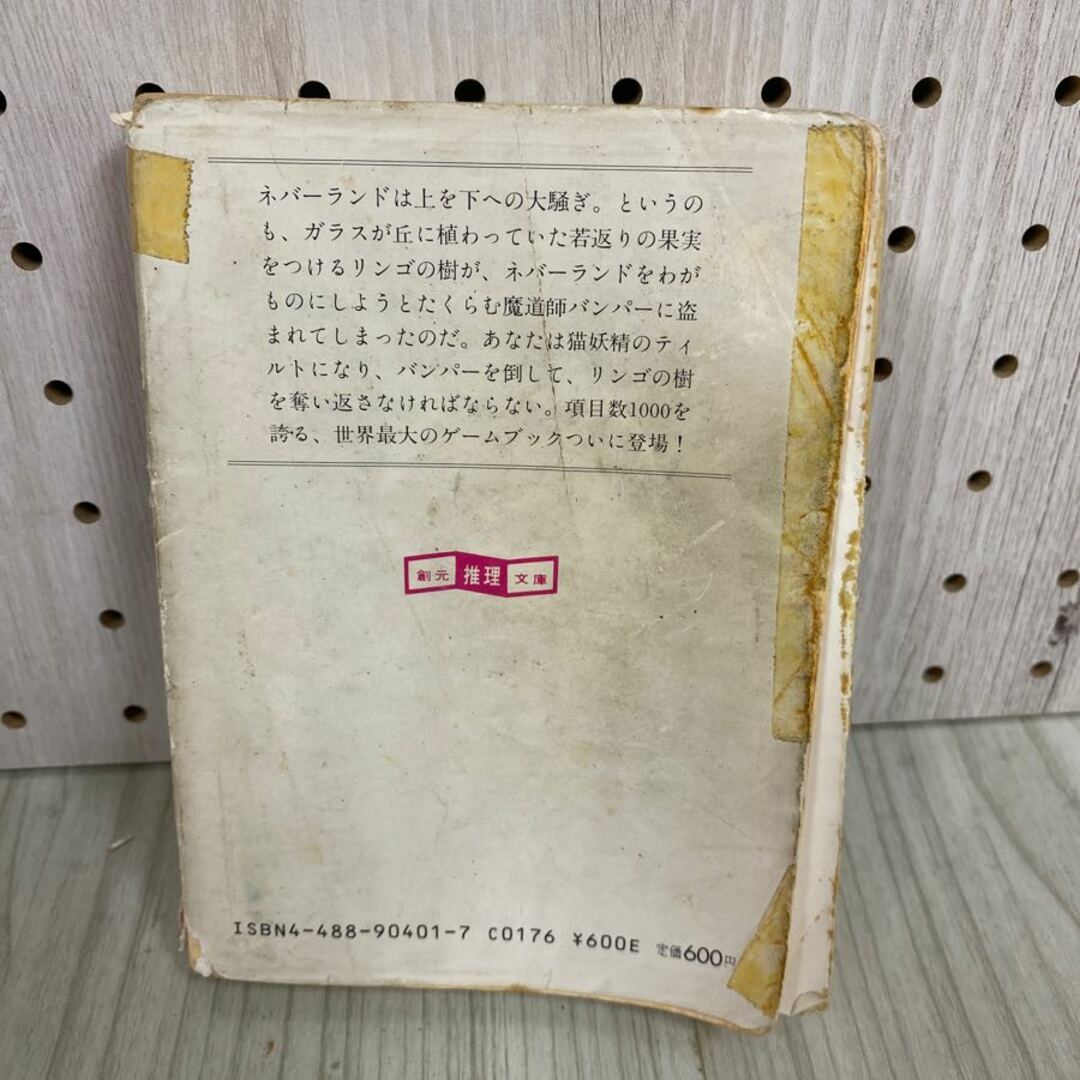 ネバーランドは上を下への大騒ぎ。というの
も、ガラスが丘に植わっていた若返りの果実
をつけるリンゴの樹が、ネバーランドをわが
ものにしようとたくらむ魔道師バンパーに盗
まれてしまったのだ。あなたは猫妖精のティ
ルトになり、バンパーを倒して、リンゴの樹
を奪い返さなければならない。項目数1000を
誇る、世界最大のゲームブックついに登場！
創元 推理 文庫
ISBN4-488-90401-7 C0176 ¥600E 定価600円